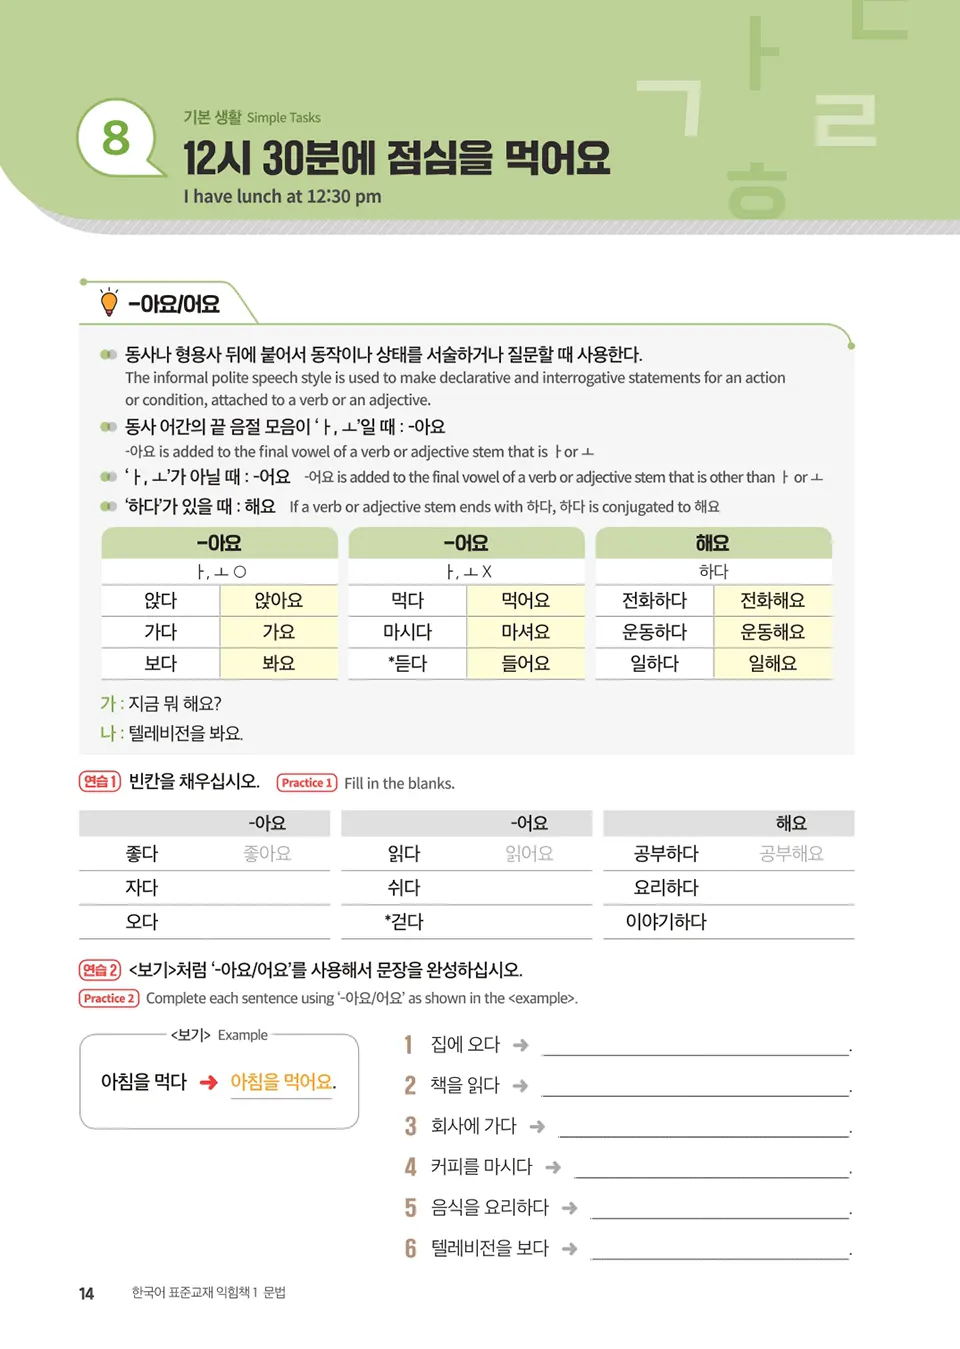 ㅏ ㄷ
ㄱ ㄹ
ㅎ
8
기본 생활 Simple Tasks
12시 30분에 점심을 먹어요
I have lunch at 12:30 pm
-아요/어요
동사나 형용사 뒤에 붙어서 동작이나 상태를 서술하거나 질문할 때 사용한다.
The informal polite speech style is used to make declarative and interrogative statements for an action
or condition, attached to a verb or an adjective.
동사 어간의 끝 음절 모음이 ‘ㅏ, ㅗ’일 때 : -아요
-아요 is added to the final vowel of a verb or adjective stem that is ㅏor ㅗ
‘ㅏ, ㅗ’가 아닐 때 : -어요 -어요 is added to the final vowel of a verb or adjective stem that is other than ㅏ or ㅗ
‘하다’가 있을 때 : 해요 If a verb or adjective stem ends with 하다, 하다 is conjugated to 해요
-아요 -어요 해요
ㅏ, ㅗ O ㅏ, ㅗ X 하다
앉다 앉아요 먹다 먹어요 전화하다 전화해요
가다 가요 마시다 마셔요 운동하다 운동해요
보다 봐요 *듣다 들어요 일하다 일해요
가 : 지금 뭐 해요?
나 : 텔레비전을 봐요.
연습 1 빈칸을 채우십시오. Practice 1 Fill in the blanks.
-아요 -어요 해요
좋다 좋아요 읽다 읽어요 공부하다 공부해요
자다 쉬다 요리하다
오다 *걷다 이야기하다
연습 2 <보기>처럼 ‘-아요/어요’를 사용해서 문장을 완성하십시오.
Practice 2 Complete each sentence using ‘-아요/어요’ as shown in the <example>.
<보기> Example
아침을 먹다 ➔ 아침을 먹어요.
1 집에 오다 ➔ .
2 책을 읽다 ➔ .
3 회사에 가다 ➔ .
4 커피를 마시다 ➔ .
5 음식을 요리하다 ➔ .
6 텔레비전을 보다 ➔ .
14 한국어 표준교재 익힘책 1 문법